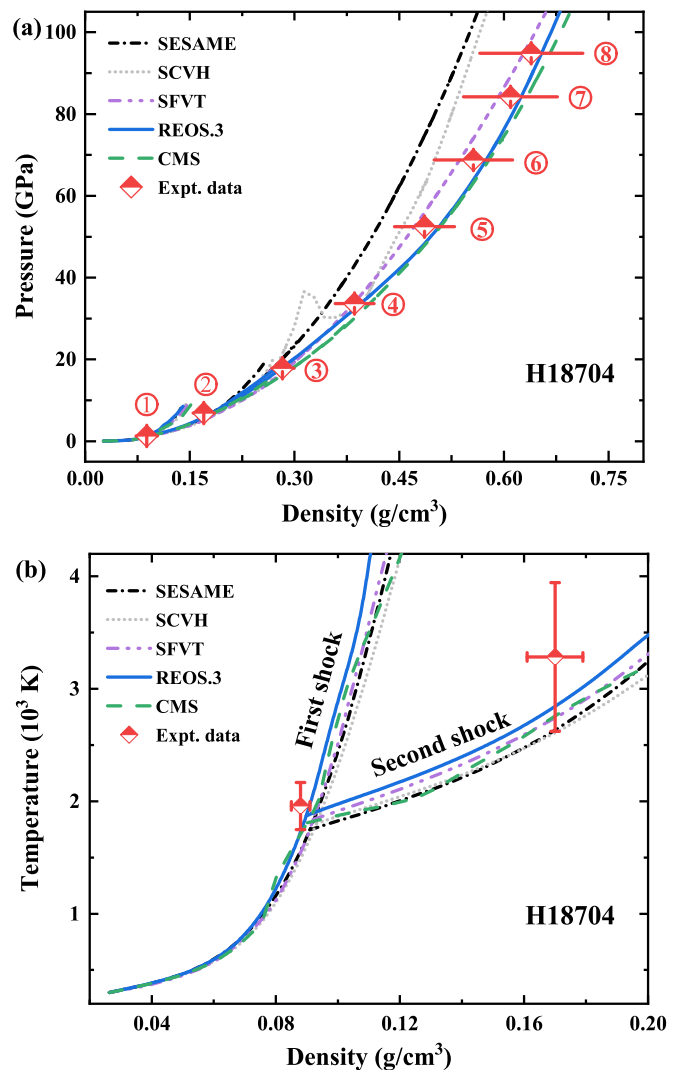 (a)
100
80
60
40
20
0
Pressure (GPa)
SESAME
SCVH
SFVT
REOS.3
CMS
Expt. data
①
②
③
④
⑤
⑥
⑦
⑧
H18704
0.00 0.15 0.30 0.45 0.60 0.75
Density (g/cm³)
(b)
4
3
2
1
Temperature (10³ K)
SESAME
SCVH
SFVT
REOS.3
CMS
Expt. data
First shock
Second shock
H18704
0.04 0.08 0.12 0.16 0.20
Density (g/cm³)